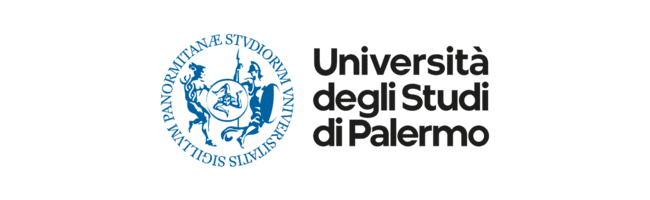 SIGILLVM PANORMITANÆ STVDIORVM VNIVERSITATIS
Università
degli Studi
di Palermo